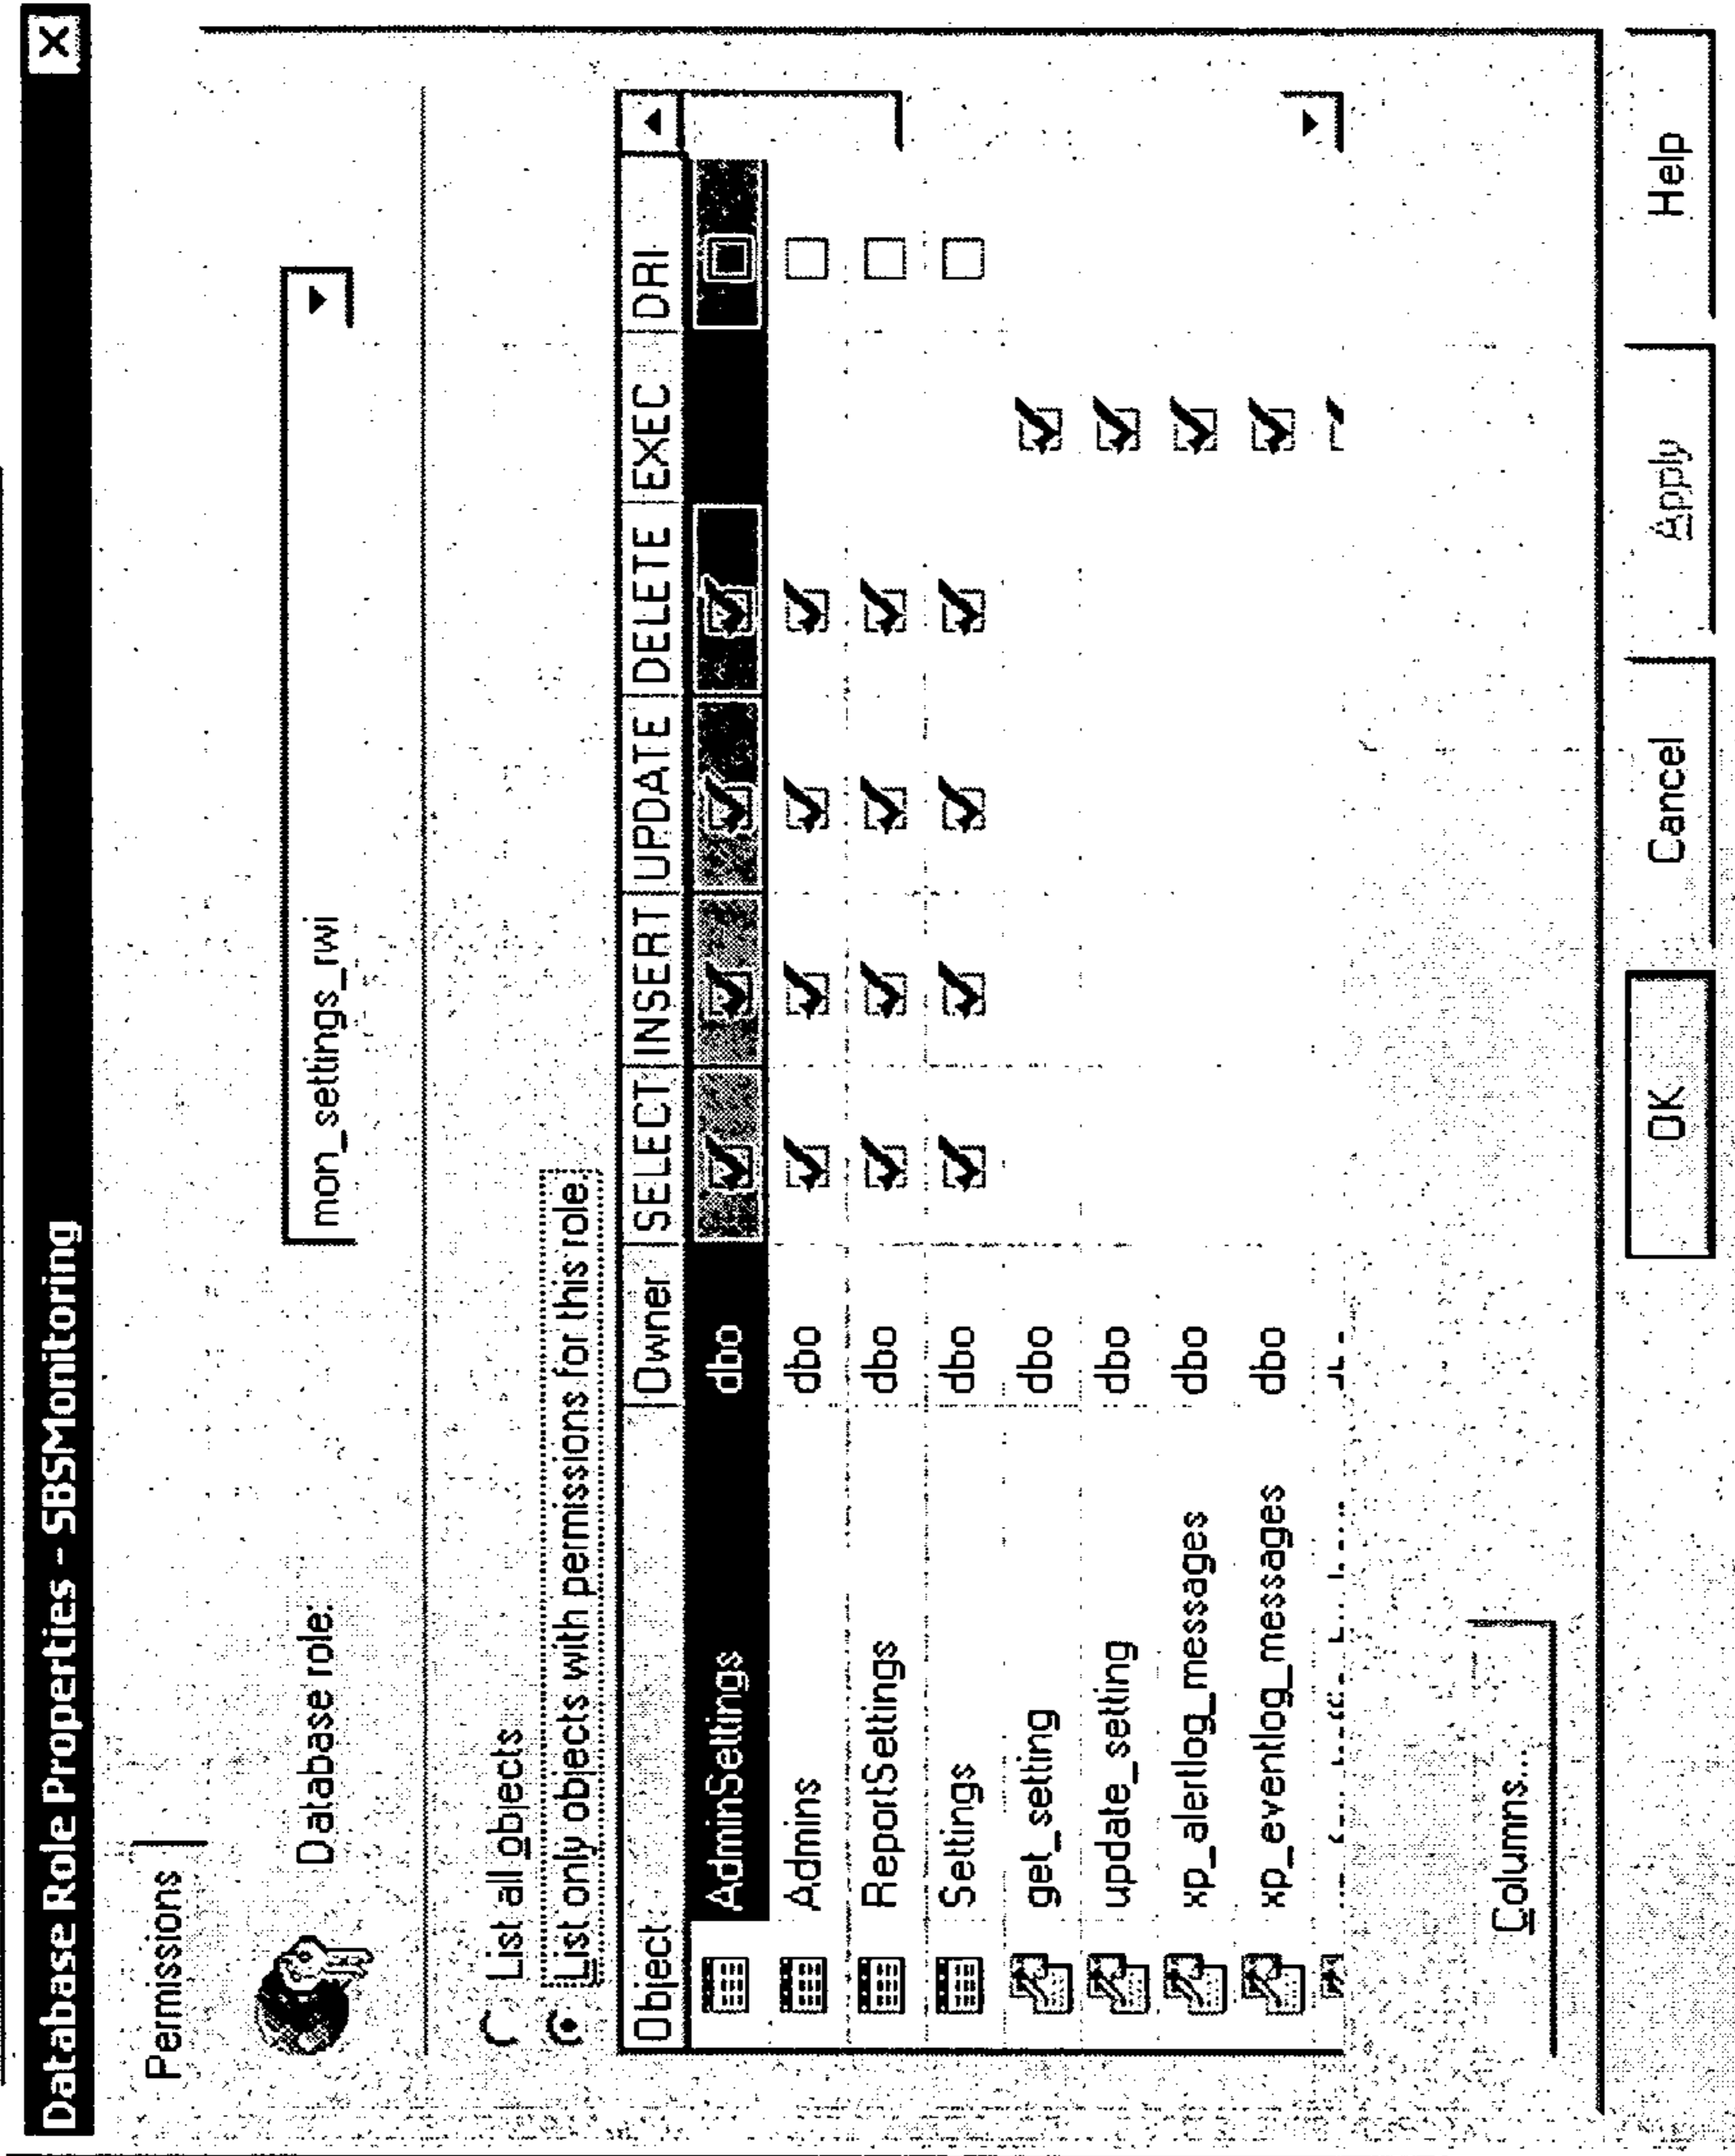 Database Role Properties - SBSMonitoring
Permissions
Database role: mon_settings_rwi
List all objects
List only objects with permissions for this role.
Object Owner SELECT INSERT UPDATE DELETE EXEC DRI
AdminSettings dbo
Admins dbo
ReportSettings dbo
Settings dbo
get_setting dbo
update_setting dbo
xp_alertlog_messages dbo
xp_eventlog_messages dbo
Columns...
OK Cancel Apply Help